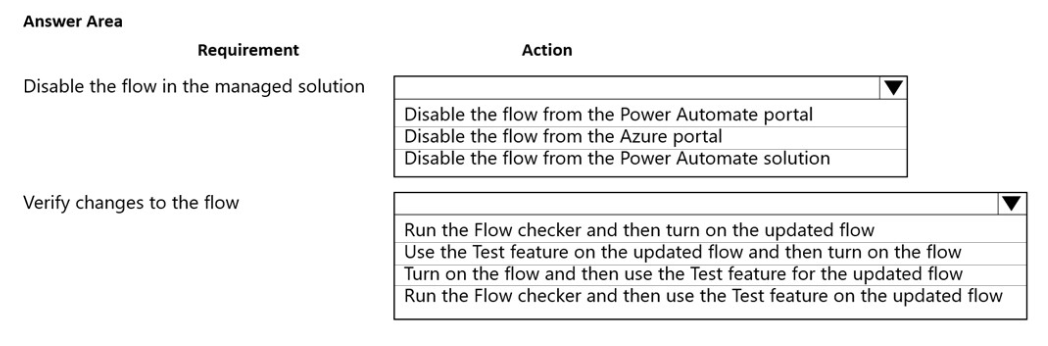 Answer Area
Requirement Action
Disable the flow in the managed solution
Disable the flow from the Power Automate portal
Disable the flow from the Azure portal
Disable the flow from the Power Automate solution
Verify changes to the flow
Run the Flow checker and then turn on the updated flow
Use the Test feature on the updated flow and then turn on the flow
Turn on the flow and then use the Test feature for the updated flow
Run the Flow checker and then use the Test feature on the updated flow